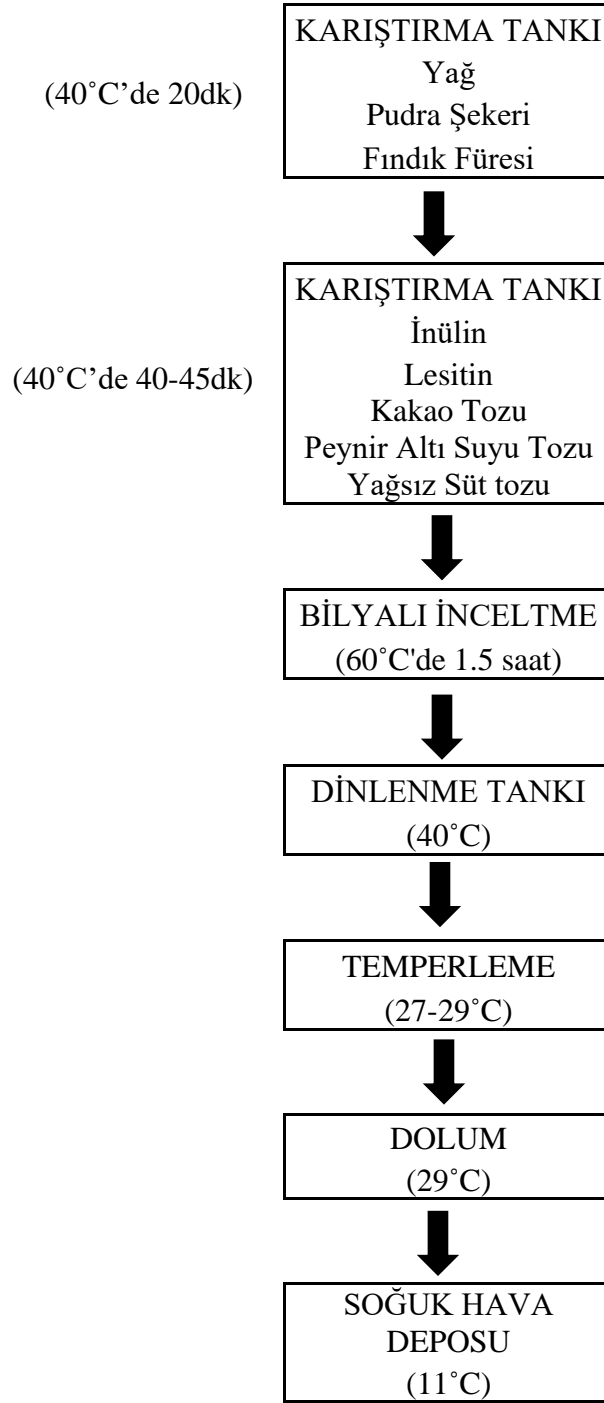 KARIŞTIRMA TANKI
(40˚C’de 20dk)
Yağ
Pudra Şekeri
Fındık Füresi
KARIŞTIRMA TANKI
İnülin
(40˚C’de 40-45dk)
Lesitin
Kakao Tozu
Peynir Altı Suyu Tozu
Yağsız Süt tozu
BİLYALI İNCELTME
(60˚C'de 1.5 saat)
DİNLENME TANKI
(40˚C)
TEMPERLEME
(27-29˚C)
DOLUM
(29˚C)
SOĞUK HAVA
DEPOSU
(11˚C)